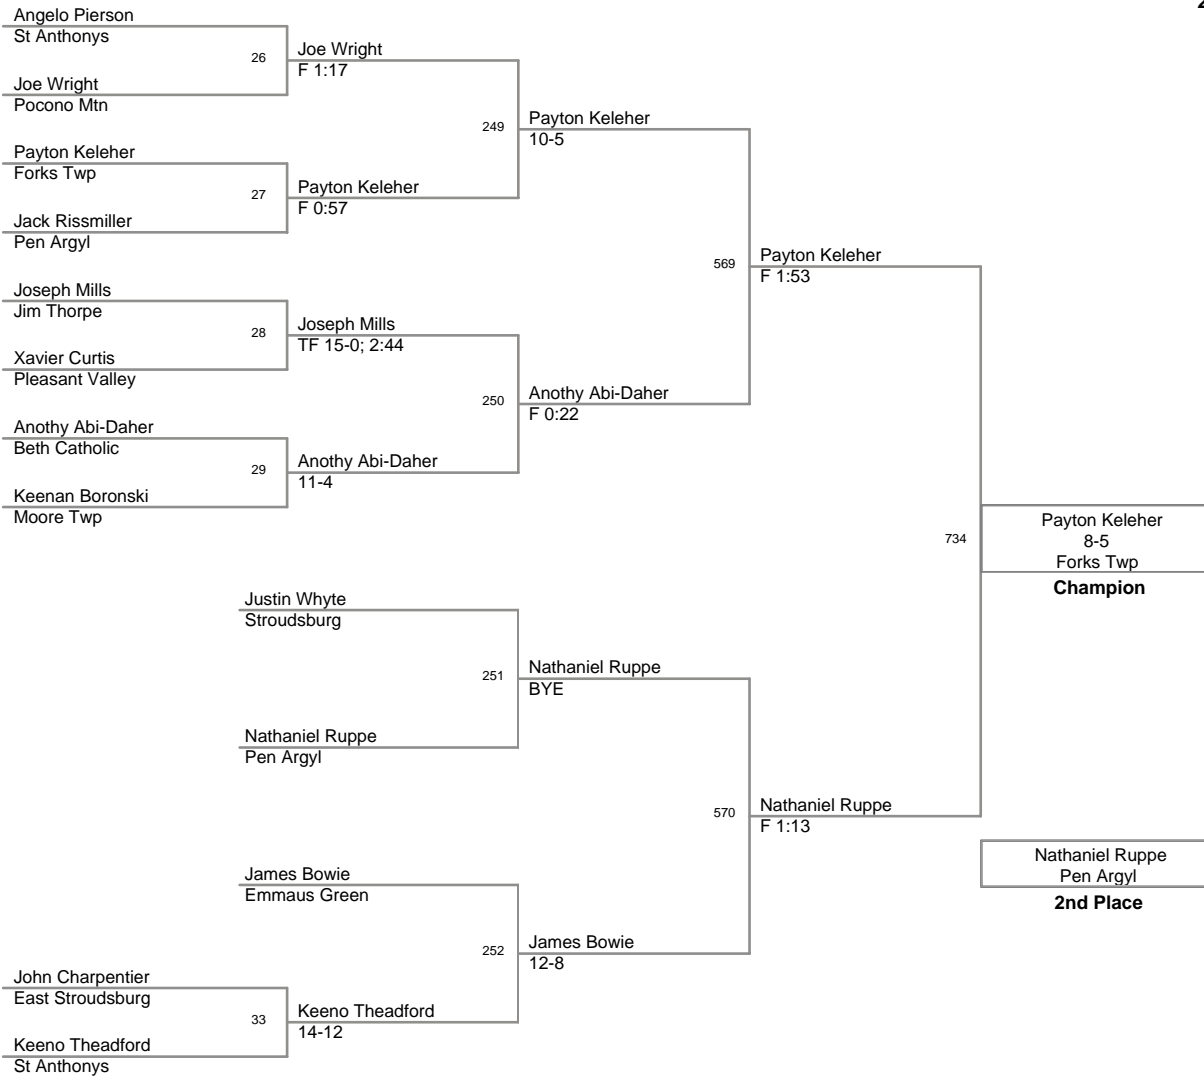 Angelo Pierson
St Anthonys
26
Joe Wright
F 1:17
Joe Wright
Pocono Mtn
249
Payton Keleher
10-5
Payton Keleher
Forks Twp
27
Payton Keleher
F 0:57
Jack Rissmiller
Pen Argyl
569
Payton Keleher
F 1:53
Joseph Mills
Jim Thorpe
28
Joseph Mills
TF 15-0; 2:44
Xavier Curtis
Pleasant Valley
250
Anothy Abi-Daher
F 0:22
Anothy Abi-Daher
Beth Catholic
29
Anothy Abi-Daher
11-4
Keenan Boronski
Moore Twp
734
Payton Keleher
8-5
Forks Twp
Champion
Justin Whyte
Stroudsburg
251
Nathaniel Ruppe
BYE
Nathaniel Ruppe
Pen Argyl
570
Nathaniel Ruppe
F 1:13
Nathaniel Ruppe
Pen Argyl
2nd Place
James Bowie
Emmaus Green
252
James Bowie
12-8
John Charpentier
East Stroudsburg
33
Keeno Theadford
14-12
Keeno Theadford
St Anthonys